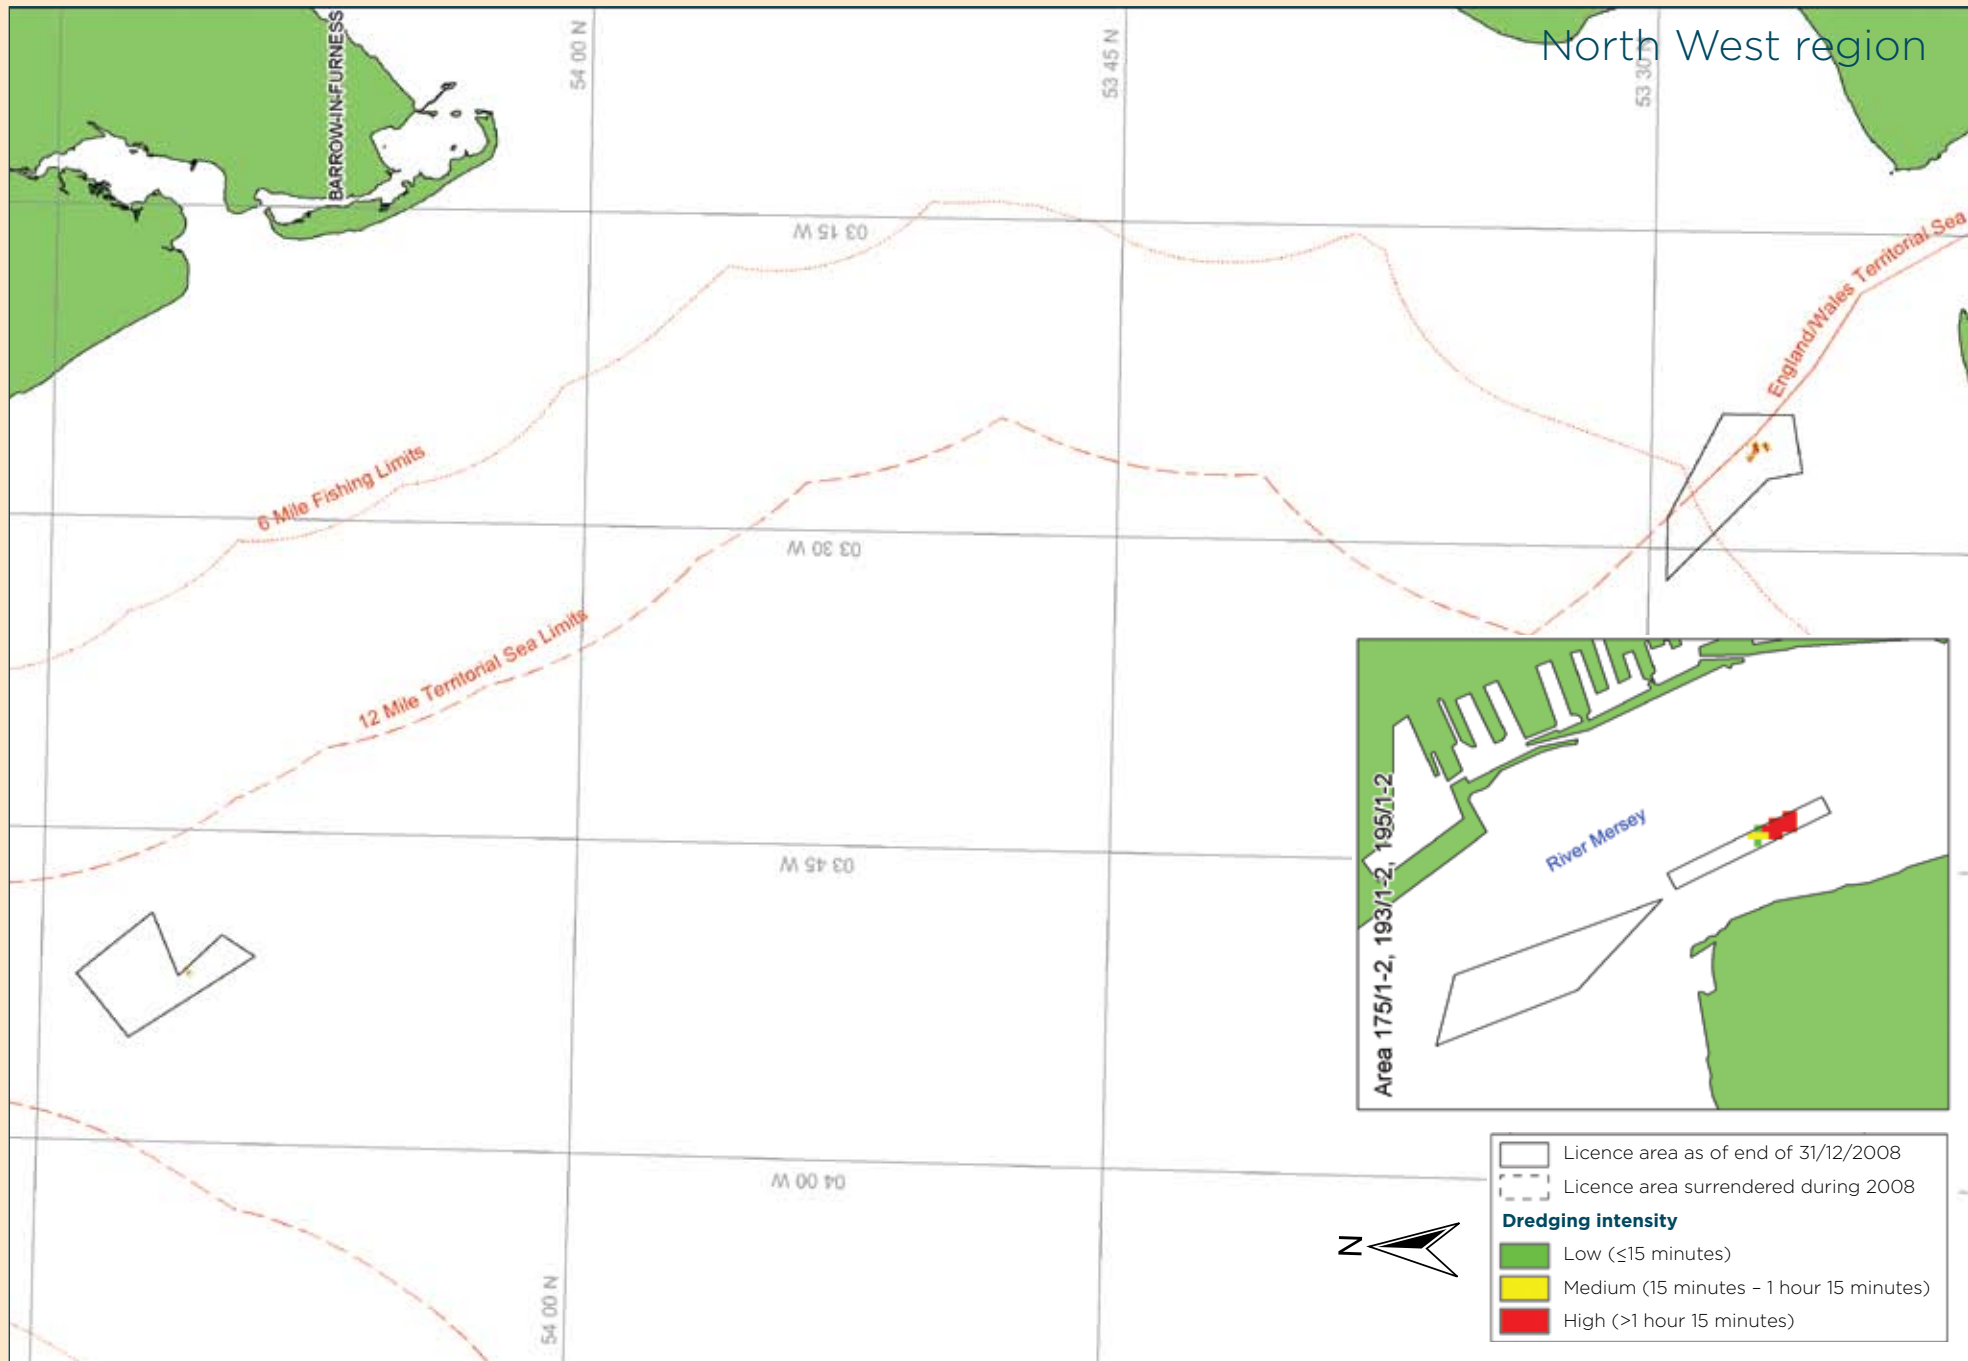 North West region
BARROW-IN-FURNESS
54 00 N
53 45 N
53 30 N
03 15 W
England/Wales Territorial Sea
6 Mile Fishing Limits
03 30 W
12 Mile Territorial Sea Limits
03 45 W
River Mersey
Area 175/1-2, 193/1-2, 195/1-2
04 00 W
54 00 N
N
Licence area as of end of 31/12/2008
Licence area surrendered during 2008
Dredging intensity
Low (≤15 minutes)
Medium (15 minutes – 1 hour 15 minutes)
High (>1 hour 15 minutes)